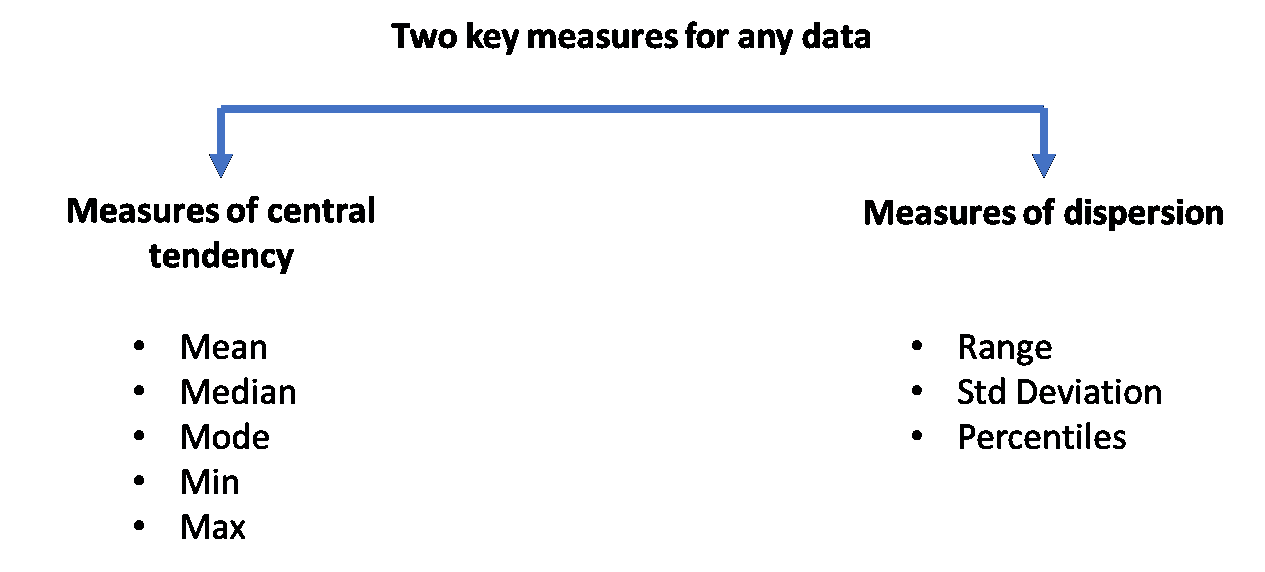 Two key measures for any data
Measures of central
tendency
• Mean
• Median
• Mode
• Min
• Max
Measures of dispersion
• Range
• Std Deviation
• Percentiles